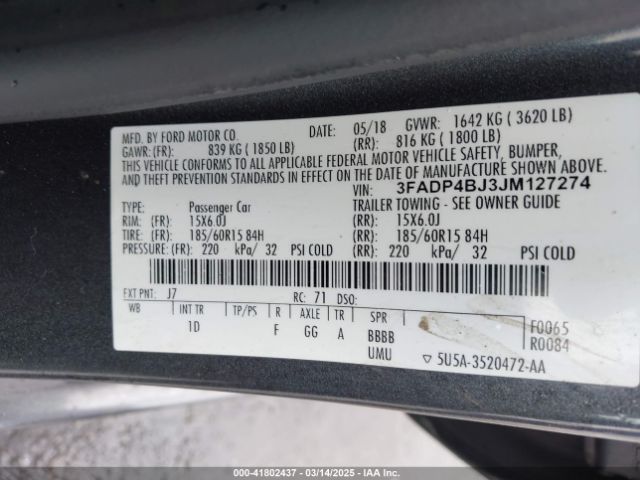 MFD. BY FORD MOTOR CO. DATE: 05/18 GVWR: 1642 KG ( 3620 LB)
GAWR: (FR): 839 KG ( 1850 LB) (RR): 816 KG ( 1800 LB)
THIS VEHICLE CONFORMS TO ALL APPLICABLE FEDERAL MOTOR VEHICLE SAFETY, BUMPER,
AND THEFT PREVENTION STANDARDS IN EFFECT ON THE DATE OF MANUFACTURE SHOWN ABOVE.
VIN: 3FADP4BJ3JM127274
TYPE: Passenger Car TRAILER TOWING - SEE OWNER GUIDE
RIM: (FR): 15X6.0J (RR): 15X6.0J
TIRE: (FR): 185/60R15 84H (RR): 185/60R15 84H
PRESSURE: (FR): 220 kPa/ 32 PSI COLD (RR): 220 kPa/ 32 PSI COLD
EXT PNT: J7 RC: 71 DSO:
WB INT TR TP/PS R AXLE TR SPR F0065
1D F GG A BBBB R0084
UMU ▽ 5U5A-3520472-AA
000-41802437 - 03/14/2025 - IAA Inc.